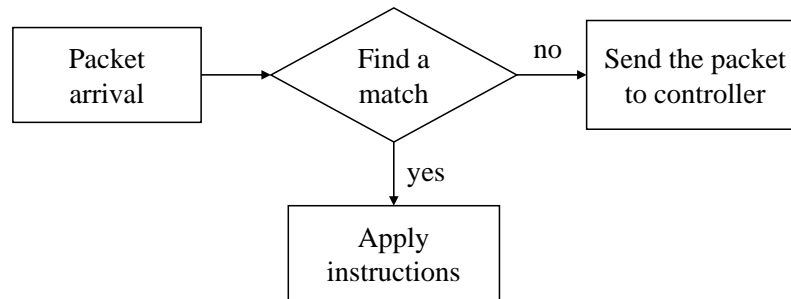 Packet
arrival
Find a
match
no
Send the packet
to controller
yes
Apply
instructions